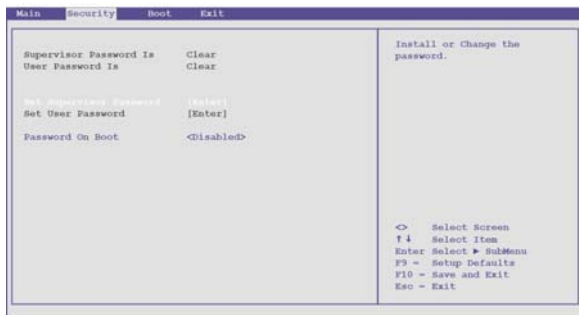 Main Security Boot Exit
Supervisor Password Is Clear
User Password Is Clear
Set Supervisor Password [Enter]
Set User Password [Enter]
Password On Boot <Disabled>
Install or Change the
password.
<> Select Screen
↑↓ Select Item
Enter Select ► SubMenu
F9 = Setup Defaults
F10 = Save and Exit
Esc = Exit